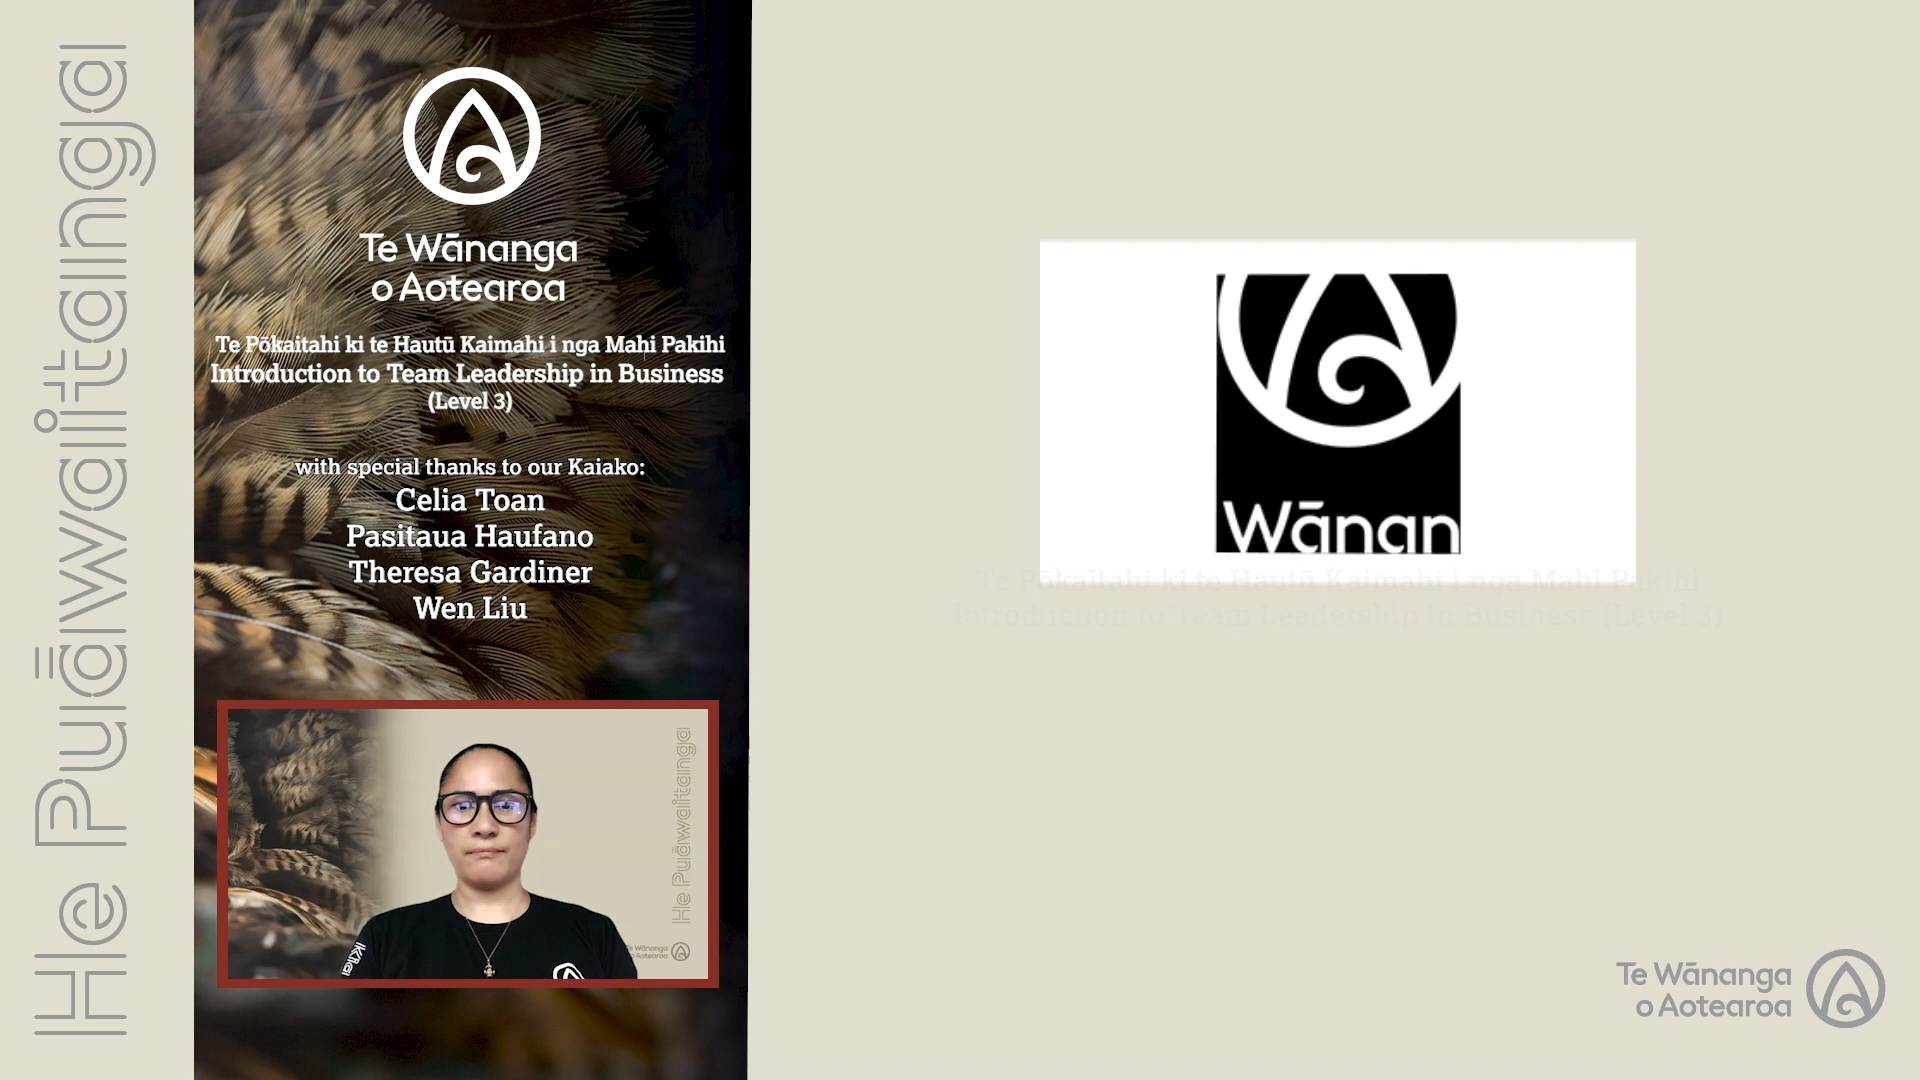 He Puāwaitanga
Te Wānanga
o Aotearoa
Te Pōkaitahi ki te Hautū Kaimahi i nga Mahi Pakihi
Introduction to Team Leadership in Business
(Level 3)
with special thanks to our Kaiako:
Celia Toan
Pasitaua Haufano
Theresa Gardiner
Wen Liu
He Puāwaitanga
Te Wānanga
o Aotearoa
Wānan
Te Pōkaitahi ki te Hautū Kaimahi i nga Mahi Pakihi
Introduction to Team Leadership in Business (Level 3)
Te Wānanga
o Aotearoa